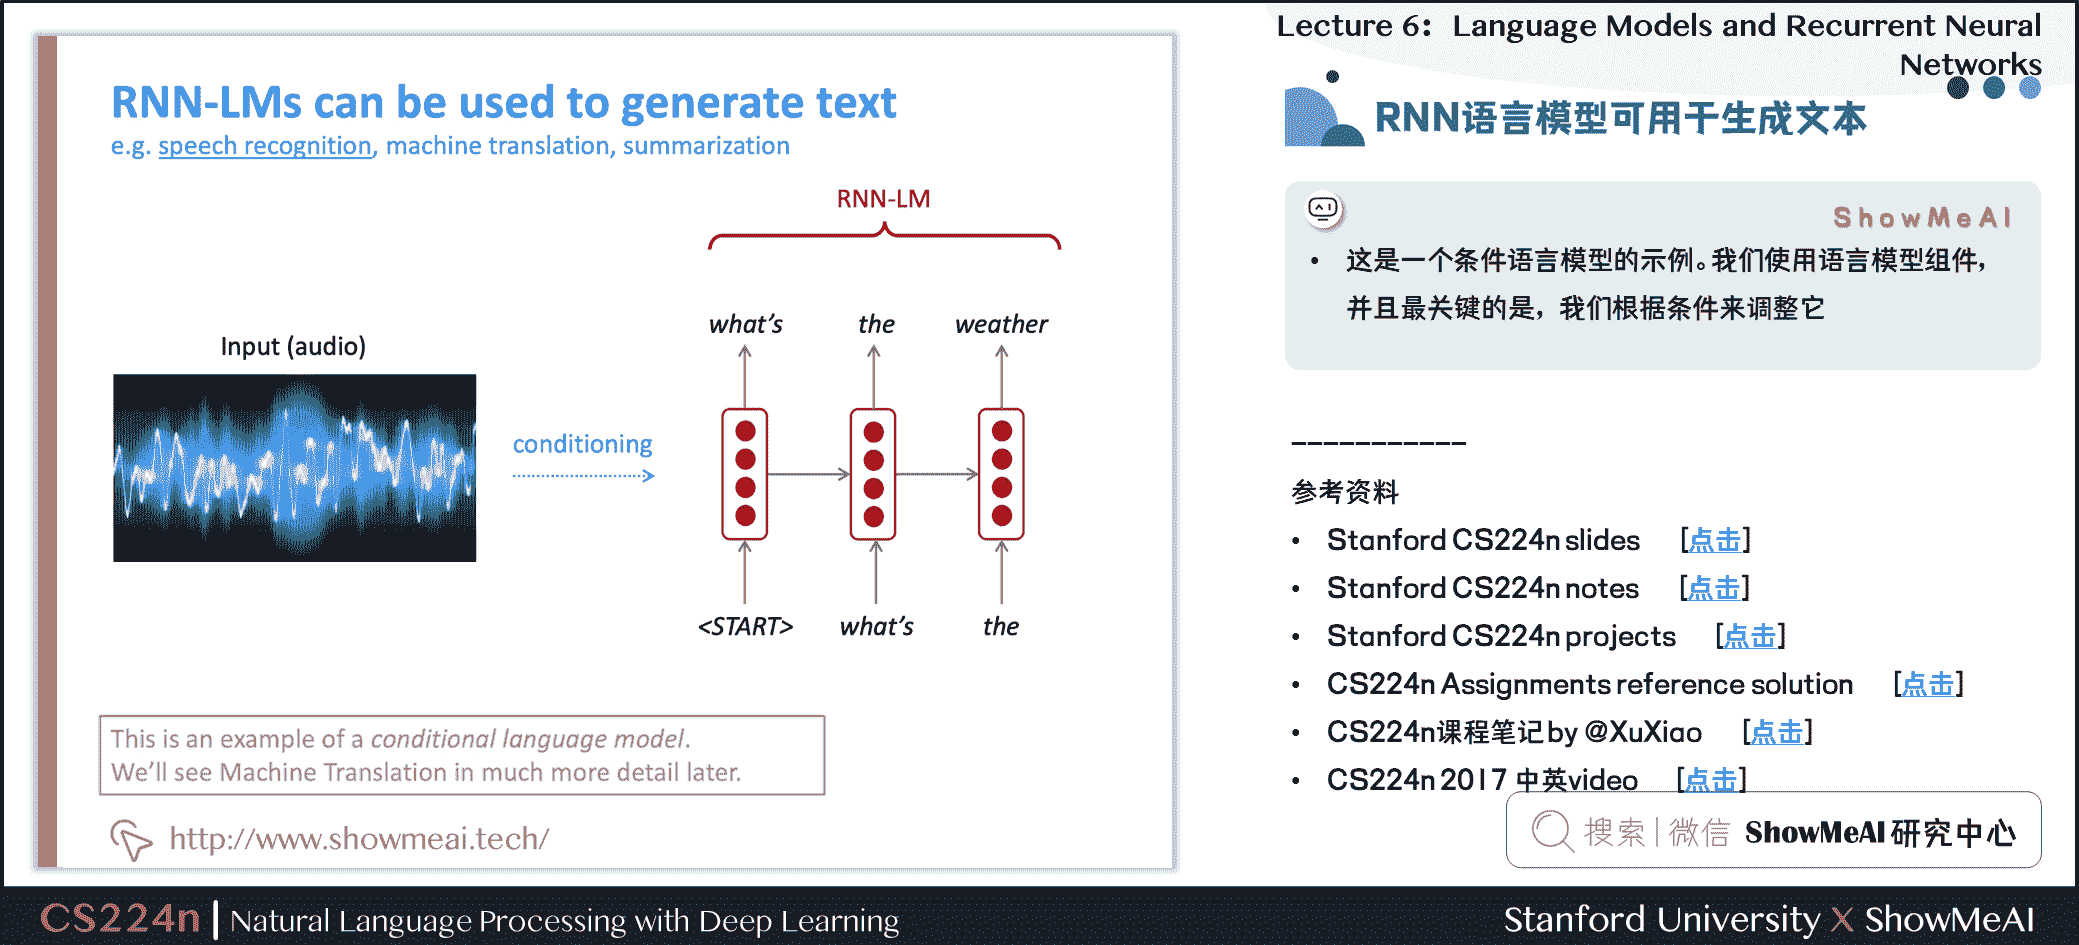 Lecture 6:  Language Models and Recurrent Neural
Networks
RNN-LMs can be used to generate text
e.g. speech recognition, machine translation, summarization
RNN-LM
what's the weather
Input (audio)
conditioning
<START> what's the
This is an example of a conditional language model.
We'll see Machine Translation in much more detail later.
http://www.showmeai.tech/
RNN语言模型可用于生成文本
ShowMeAI
• 这是一个条件语言模型的示例。我们使用语言模型组件,
并且最关键的是，我们根据条件来调整它
-----------
参考资料
• Stanford CS224n slides [点击]
• Stanford CS224n notes [点击]
• Stanford CS224n projects [点击]
• CS224n Assignments reference solution [点击]
• CS224n课程笔记 by @XuXiao [点击]
• CS224n 2017 中英video [点击]
搜索 | 微信 ShowMeAI 研究中心
CS224n | Natural Language Processing with Deep Learning
Stanford University X ShowMeAI